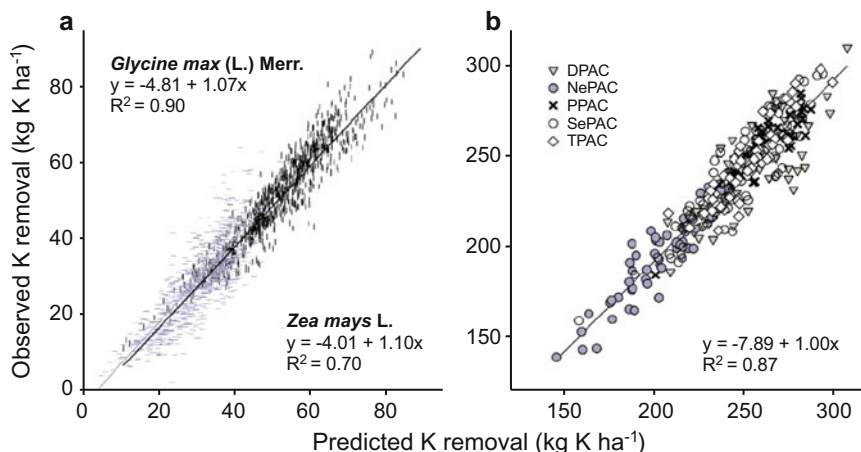 a
Glycine max (L.) Merr.
y = -4.81 + 1.07x
R² = 0.90
Zea mays L.
y = -4.01 + 1.10x
R² = 0.70
Observed K removal (kg K ha⁻¹)
80
60
40
20
0
0 20 40 60 80
b
DPAC
NePAC
PPAC
SePAC
TPAC
y = -7.89 + 1.00x
R² = 0.87
300
250
200
150
150 200 250 300
Predicted K removal (kg K ha⁻¹)